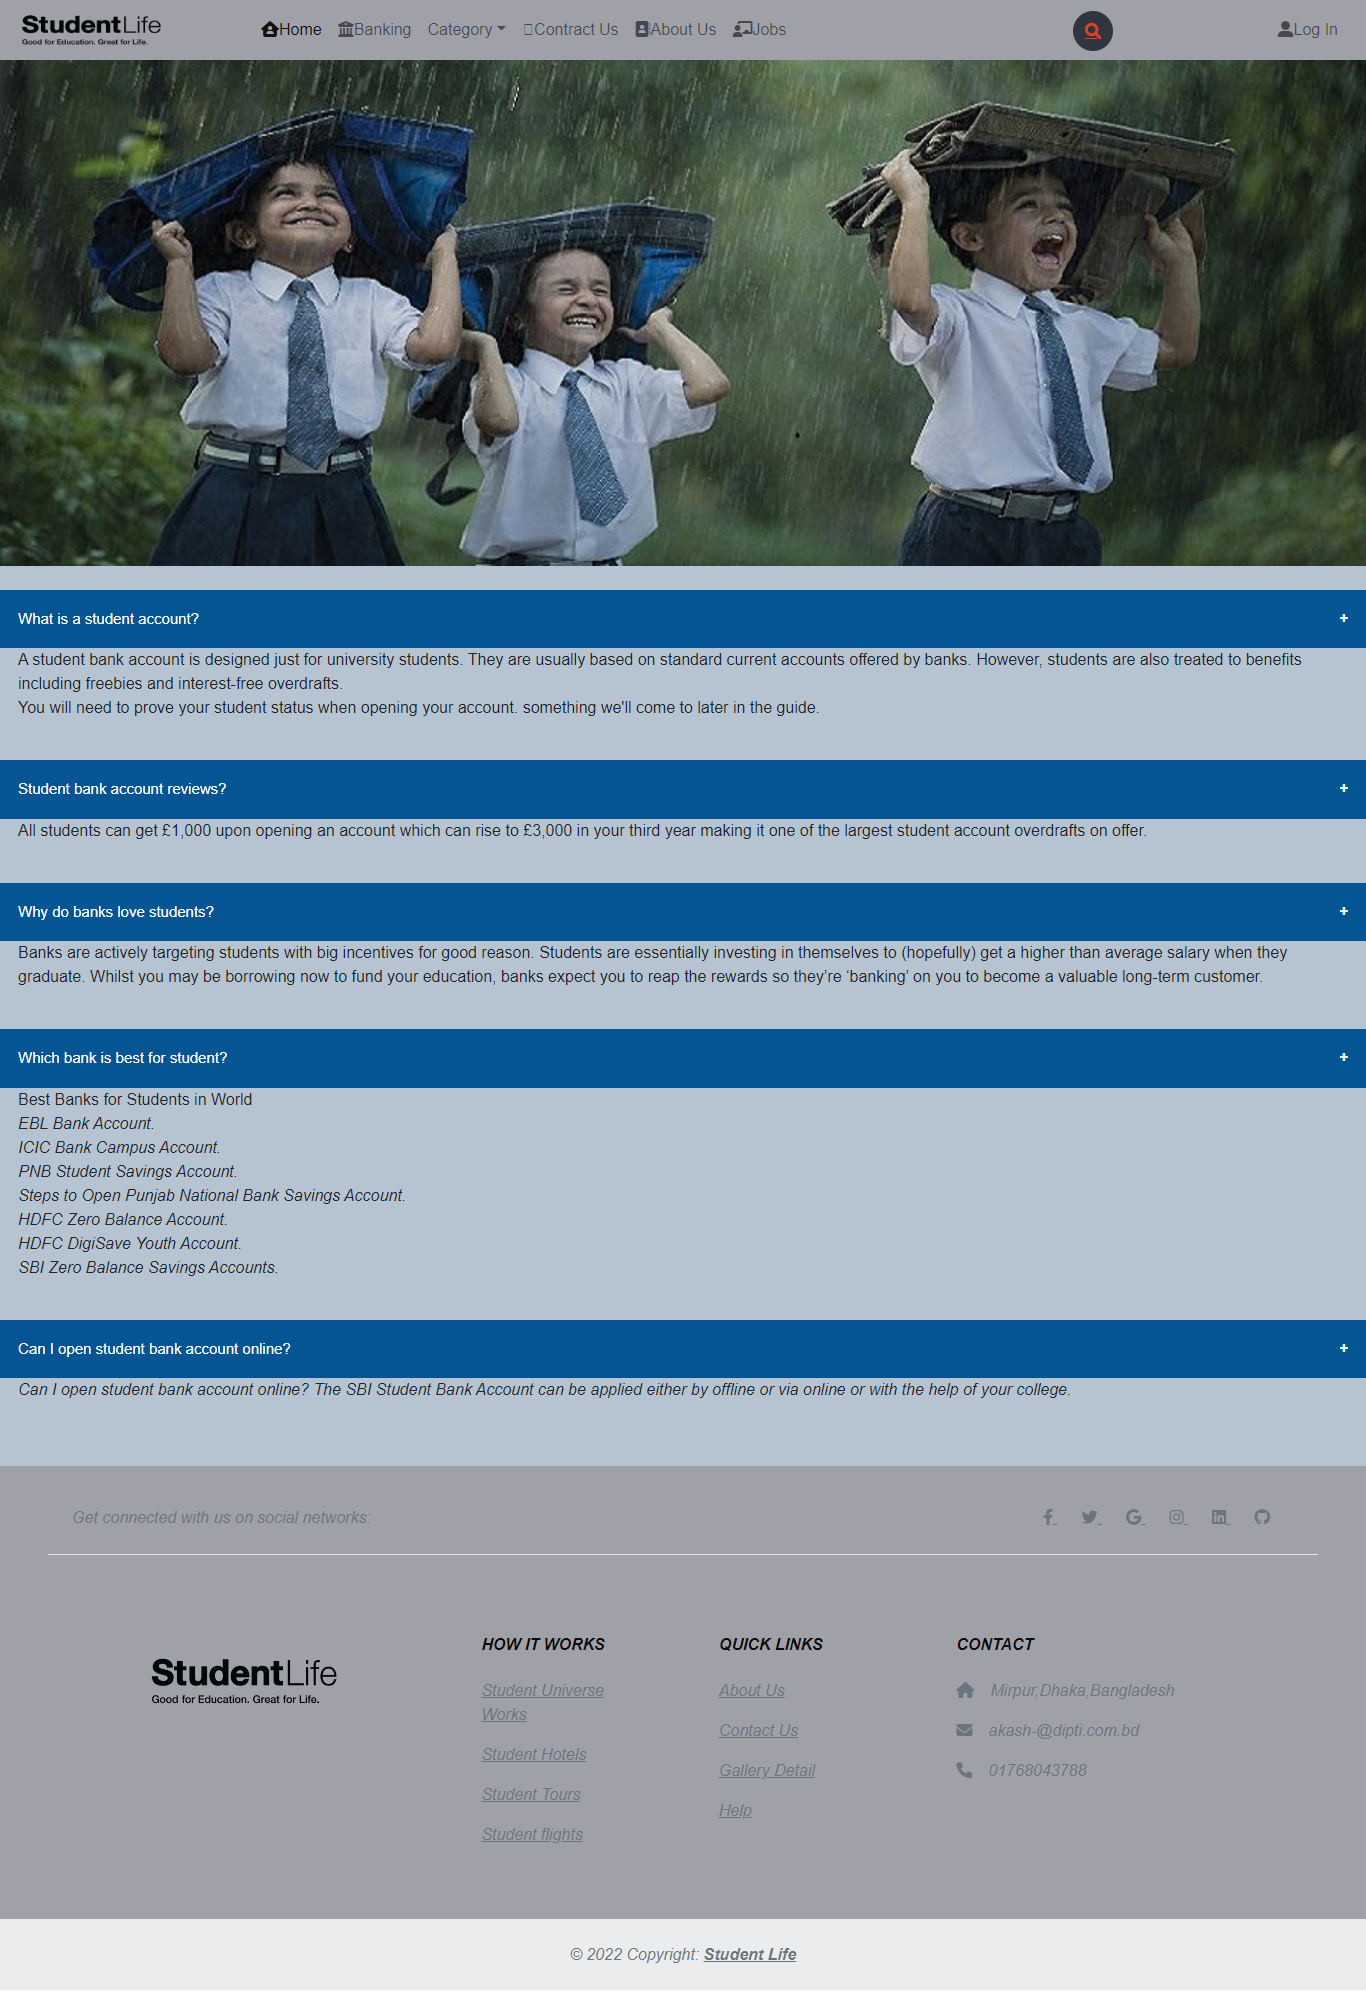 StudentLife
Good for Education. Great for Life.
Home Banking Category Contract Us About Us Jobs Log In
What is a student account? +
A student bank account is designed just for university students. They are usually based on standard current accounts offered by banks. However, students are also treated to benefits
including freebies and interest-free overdrafts.
You will need to prove your student status when opening your account. something we'll come to later in the guide.
Student bank account reviews? +
All students can get £1,000 upon opening an account which can rise to £3,000 in your third year making it one of the largest student account overdrafts on offer.
Why do banks love students? +
Banks are actively targeting students with big incentives for good reason. Students are essentially investing in themselves to (hopefully) get a higher than average salary when they
graduate. Whilst you may be borrowing now to fund your education, banks expect you to reap the rewards so they’re ‘banking’ on you to become a valuable long-term customer.
Which bank is best for student? +
Best Banks for Students in World
EBL Bank Account.
ICIC Bank Campus Account.
PNB Student Savings Account.
Steps to Open Punjab National Bank Savings Account.
HDFC Zero Balance Account.
HDFC DigiSave Youth Account.
SBI Zero Balance Savings Accounts.
Can I open student bank account online? +
Can I open student bank account online? The SBI Student Bank Account can be applied either by offline or via online or with the help of your college.
Get connected with us on social networks:
StudentLife
Good for Education. Great for Life.
HOW IT WORKS
Student Universe
Works
Student Hotels
Student Tours
Student flights
QUICK LINKS
About Us
Contact Us
Gallery Detail
Help
CONTACT
Mirpur,Dhaka,Bangladesh
akash-@dipti.com.bd
01768043788
© 2022 Copyright: Student Life